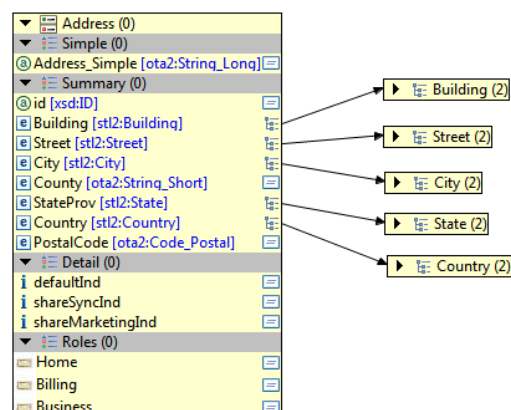 Address (0)
Simple (0)
Address_Simple [ota2:String_Long]
Summary (0)
id [xsd:ID]
Building [stl2:Building]
Street [stl2:Street]
City [stl2:City]
County [ota2:String_Short]
StateProv [stl2:State]
Country [stl2:Country]
PostalCode [ota2:Code_Postal]
Detail (0)
defaultInd
shareSyncInd
shareMarketingInd
Roles (0)
Home
Billing
Business
Building (2)
Street (2)
City (2)
State (2)
Country (2)